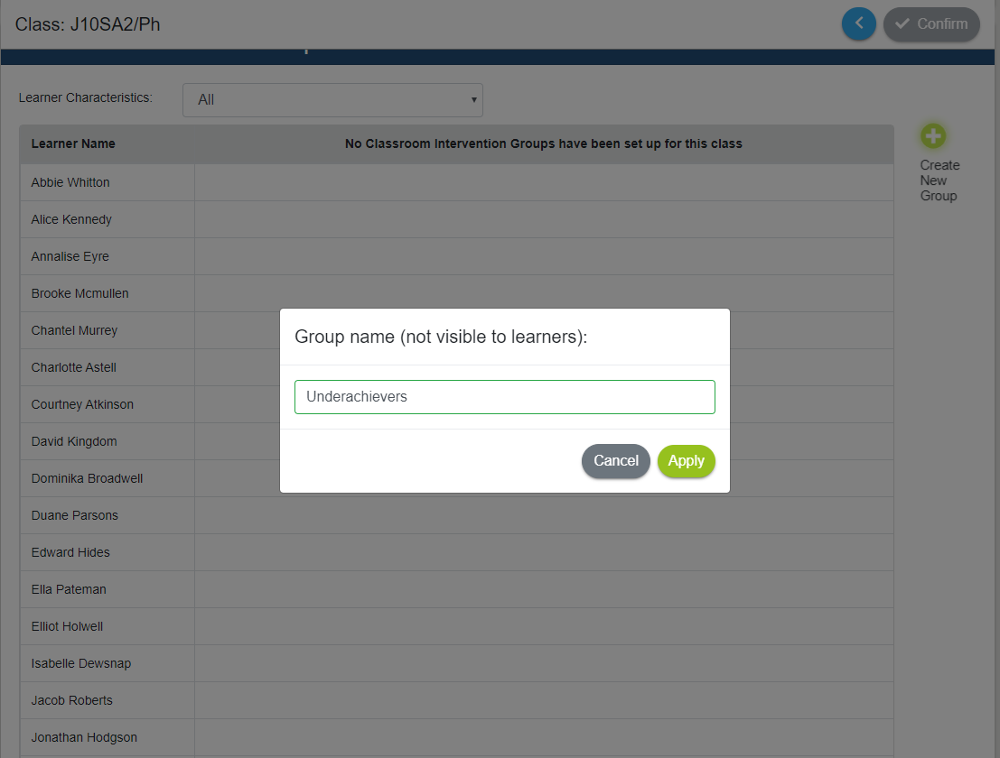 Class: J10SA2/Ph
Confirm
Learner Characteristics:
All
Learner Name
No Classroom Intervention Groups have been set up for this class
Create
New
Group
Abbie Whitton
Alice Kennedy
Annalise Eyre
Brooke Mcmullen
Chantel Murrey
Charlotte Astell
Courtney Atkinson
David Kingdom
Dominika Broadwell
Duane Parsons
Edward Hides
Ella Pateman
Elliot Holwell
Isabelle Dewsnap
Jacob Roberts
Jonathan Hodgson
Group name (not visible to learners):
Underachievers
Cancel
Apply